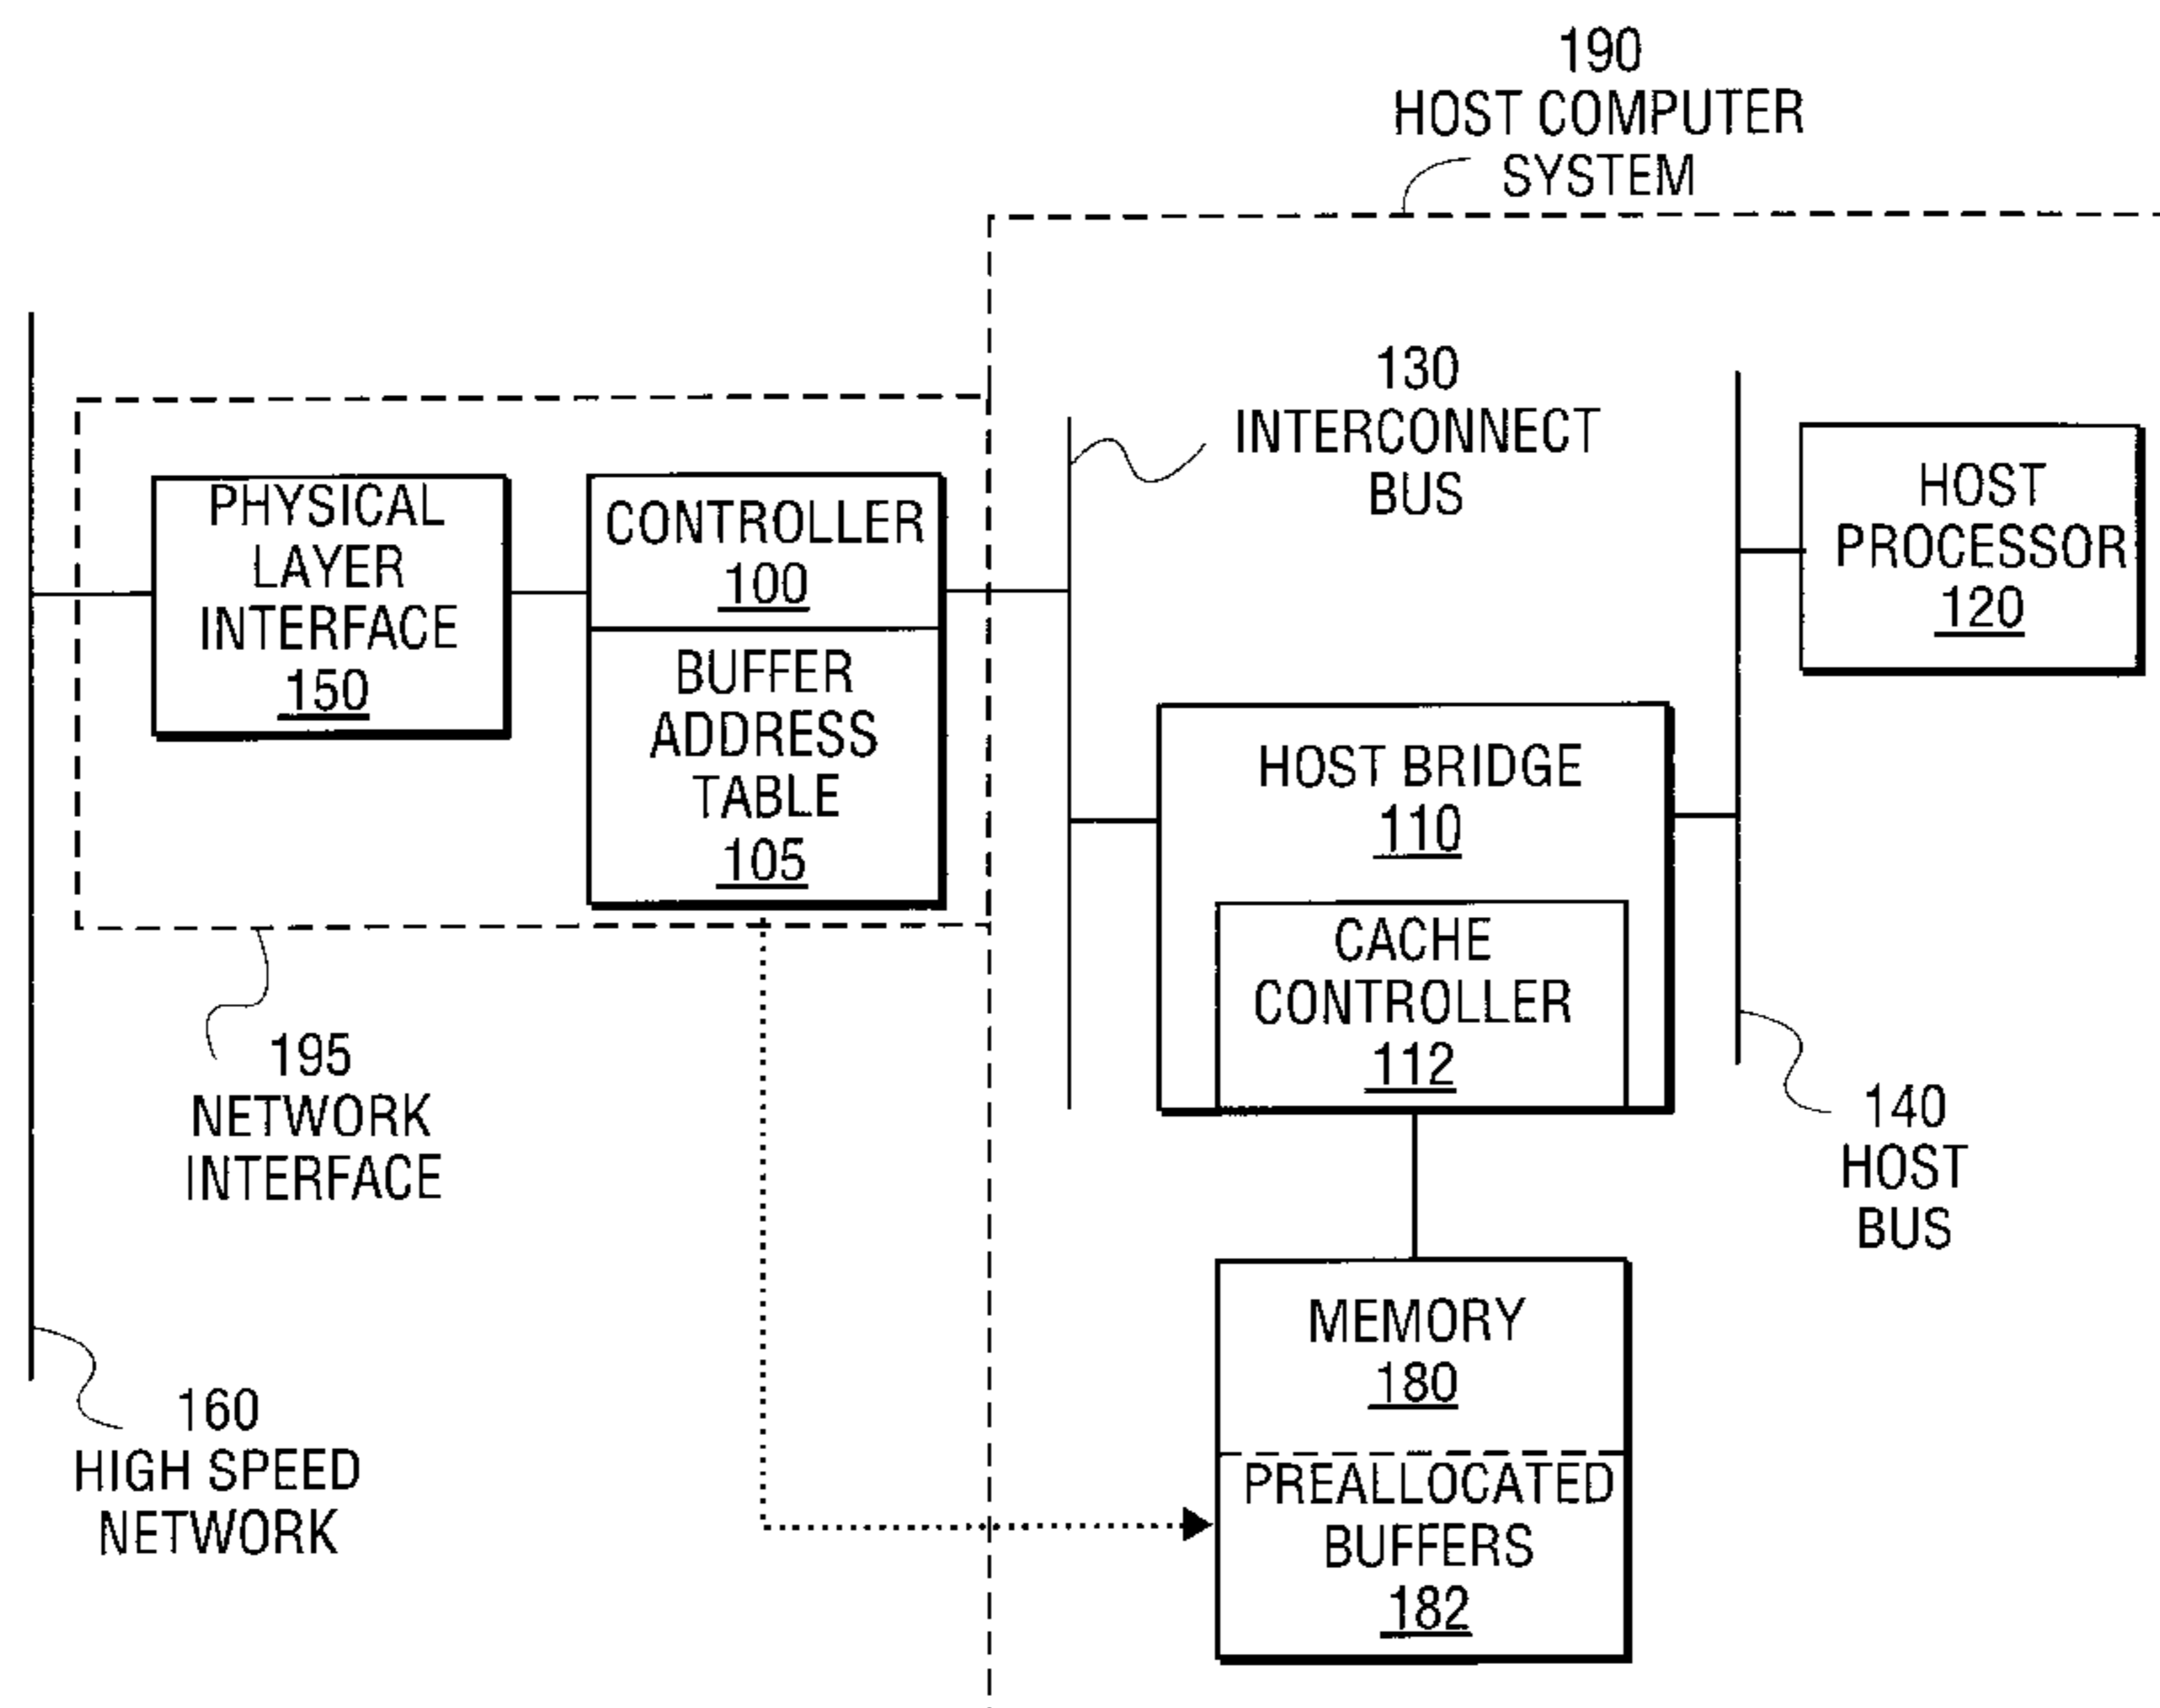 190
HOST COMPUTER
SYSTEM
130
INTERCONNECT
BUS
PHYSICAL
LAYER
INTERFACE
150
CONTROLLER
100
BUFFER
ADDRESS
TABLE
105
HOST
PROCESSOR
120
HOST BRIDGE
110
CACHE
CONTROLLER
112
195
NETWORK
INTERFACE
140
HOST
BUS
MEMORY
180
PREALLOCATED
BUFFERS
182
160
HIGH SPEED
NETWORK